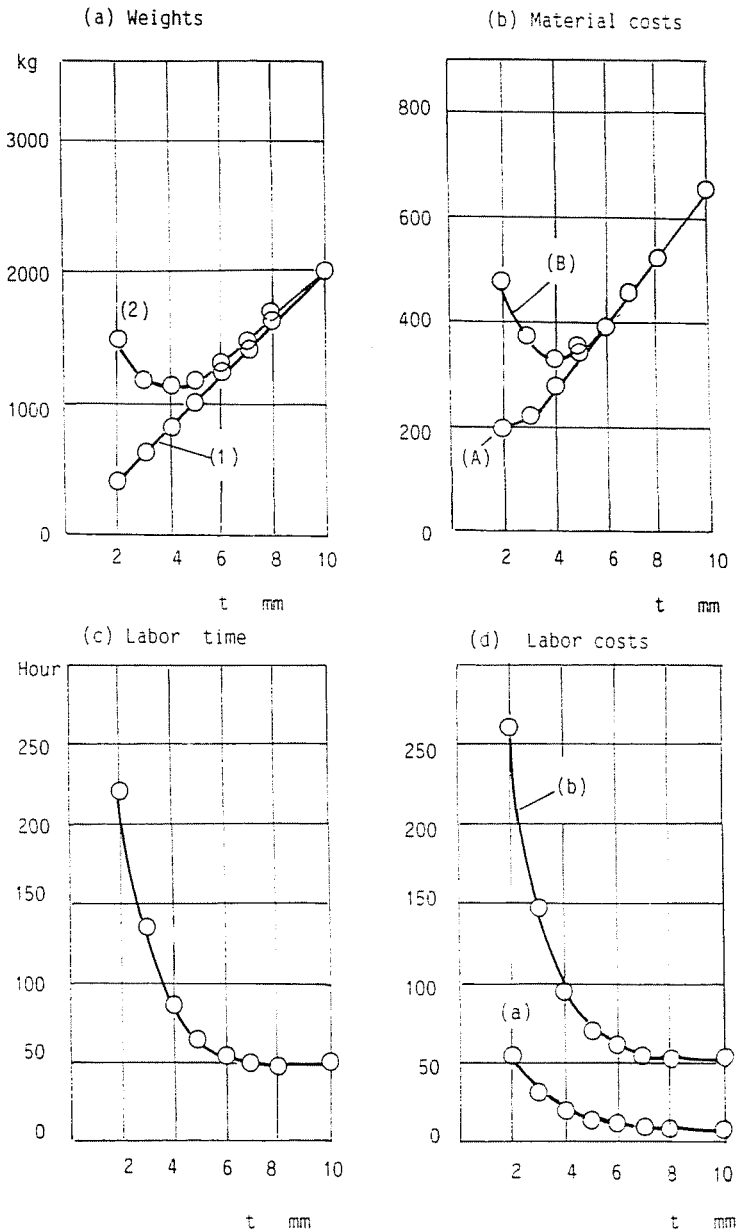 (a) Weights
kg
3000
2000
1000
0
(2)
(1)
2 4 6 8 10
t mm
(b) Material costs
800
600
400
200
0
(B)
(A)
2 4 6 8 10
t mm
(c) Labor time
Hour
250
200
150
100
50
0
2 4 6 8 10
t mm
(d) Labor costs
250
200
150
100
50
0
(b)
(a)
2 4 6 8 10
t mm